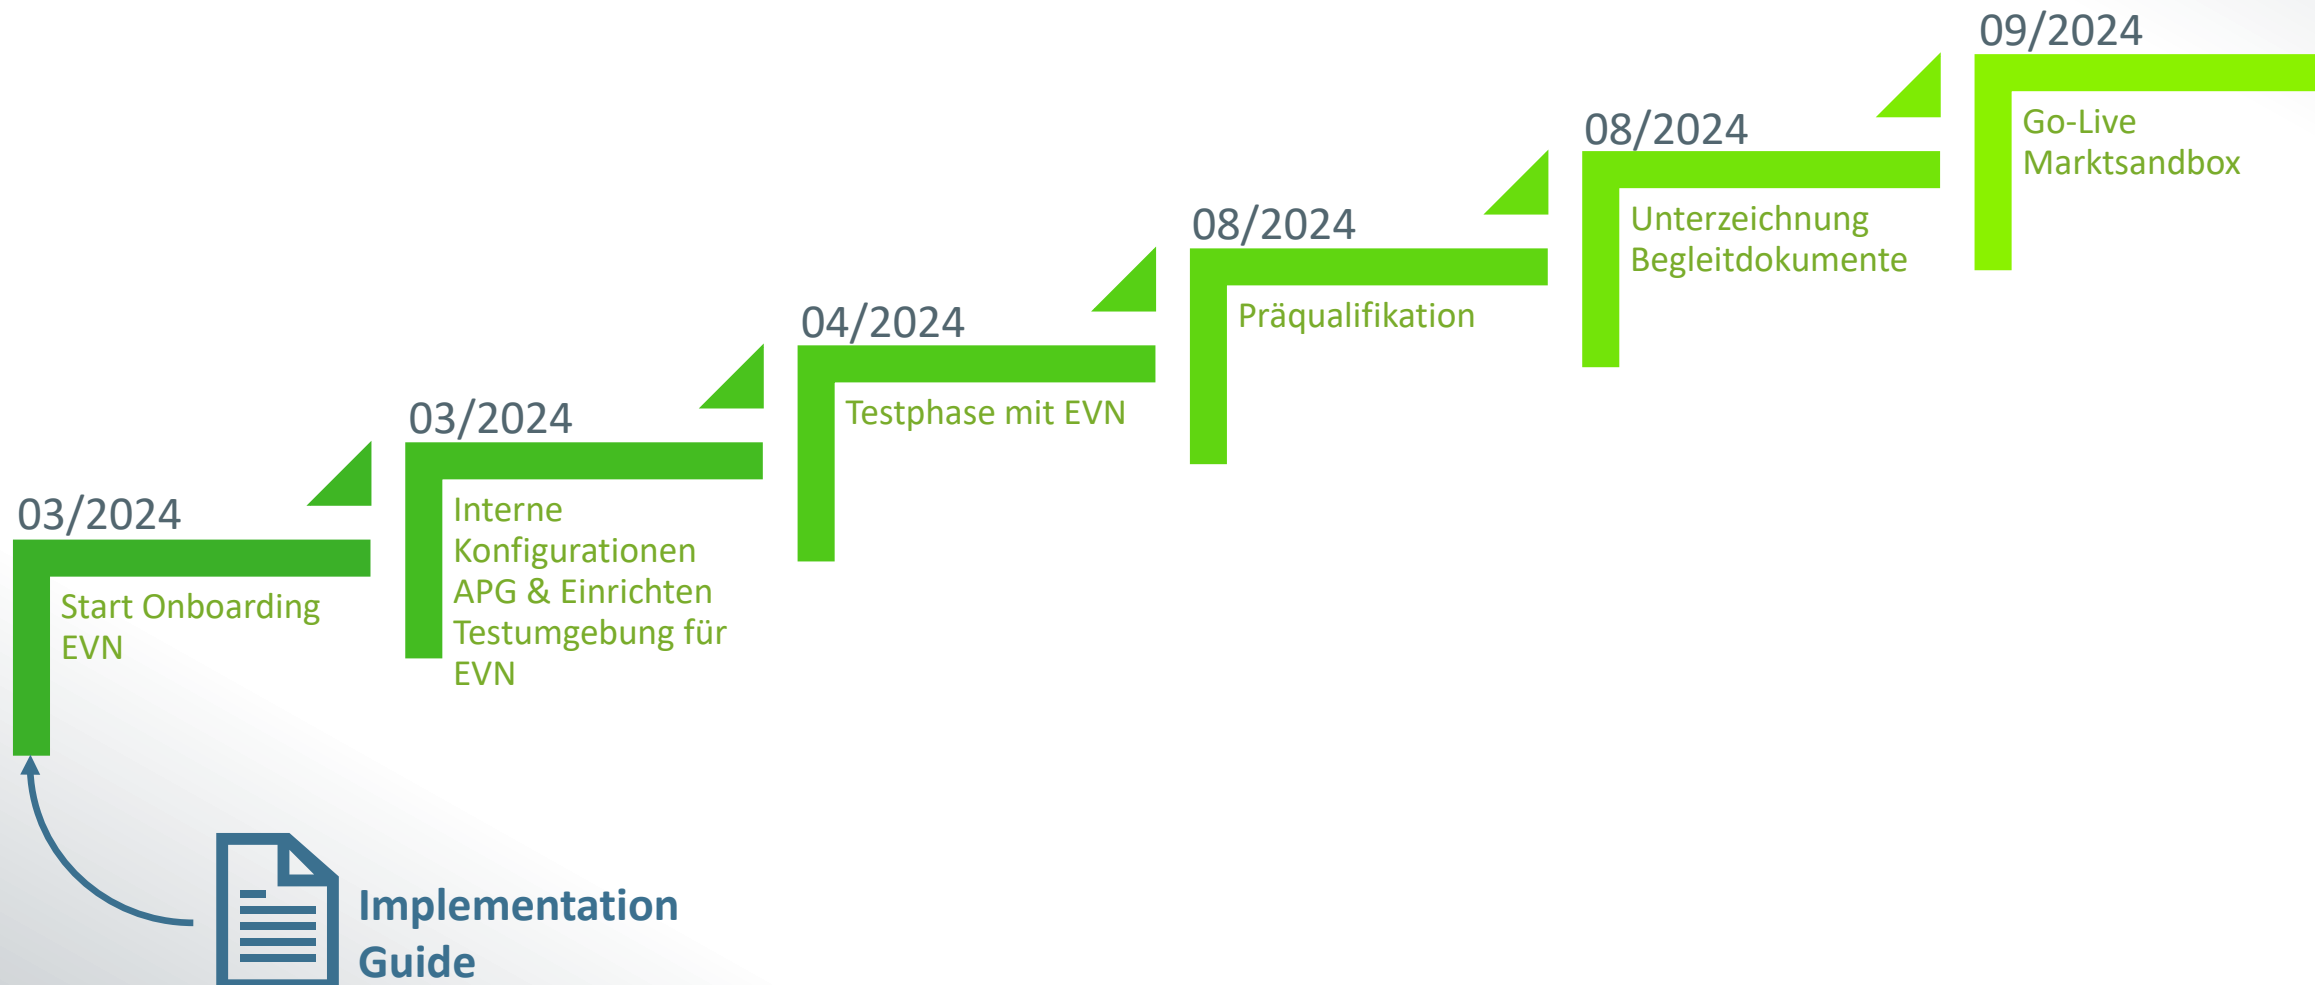 03/2024
Start Onboarding
EVN
03/2024
Interne
Konfigurationen
APG & Einrichten
Testumgebung für
EVN
04/2024
Testphase mit EVN
08/2024
Präqualifikation
08/2024
Unterzeichnung
Begleitdokumente
09/2024
Go-Live
Marktsandbox
Implementation
Guide